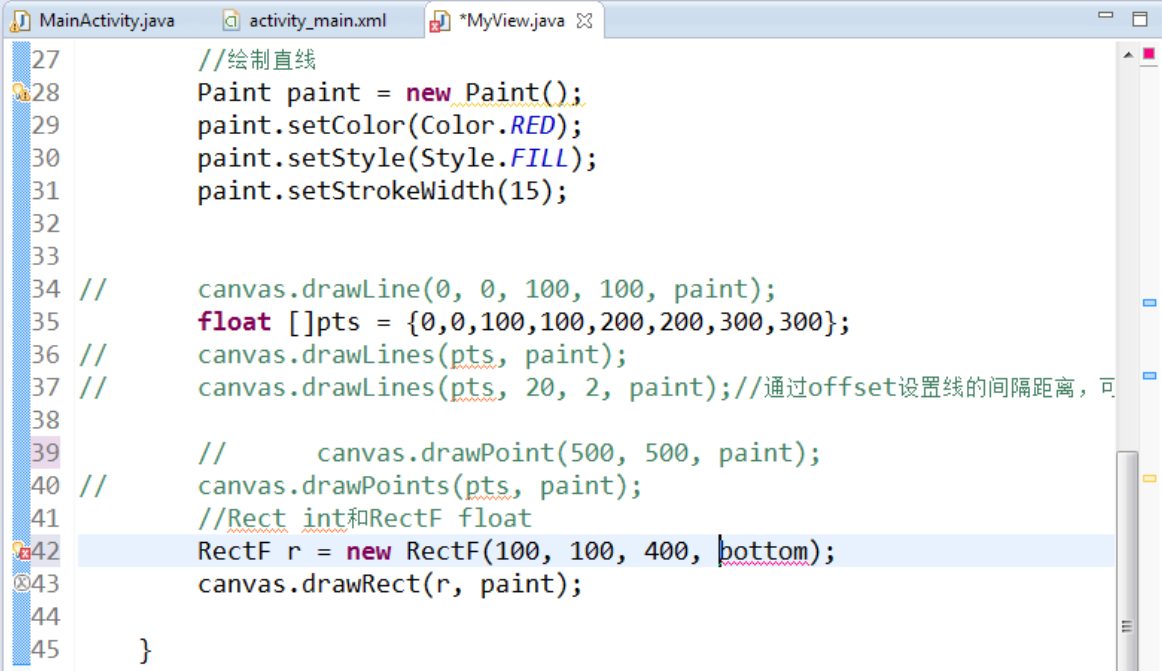 MainActivity.java activity_main.xml *MyView.java
27 //绘制直线
28 Paint paint = new Paint();
29 paint.setColor(Color.RED);
30 paint.setStyle(Style.FILL);
31 paint.setStrokeWidth(15);
32
33
34 // canvas.drawLine(0, 0, 100, 100, paint);
35 float []pts = {0,0,100,100,200,200,300,300};
36 // canvas.drawLines(pts, paint);
37 // canvas.drawLines(pts, 20, 2, paint);//通过offset设置线的间隔距离，可
38
39 // canvas.drawPoint(500, 500, paint);
40 // canvas.drawPoints(pts, paint);
41 //Rect int和RectF float
42 RectF r = new RectF(100, 100, 400, bottom);
43 canvas.drawRect(r, paint);
44
45 }